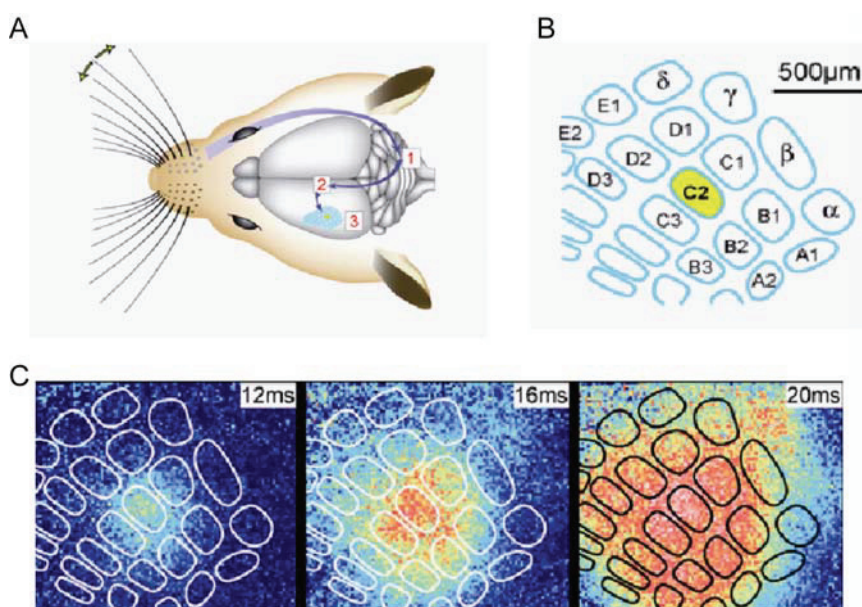 A
1
2
3
B
500μm
δ
γ
E1
D1
β
E2
D2
C1
D3
C2
α
C3
B1
B2
A1
B3
A2
C
12ms
16ms
20ms